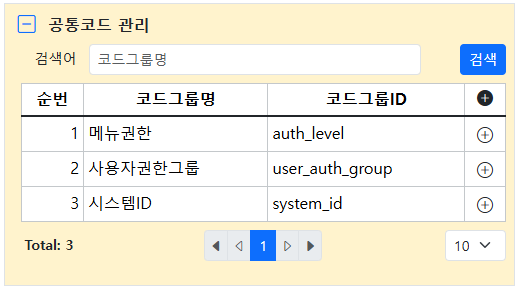 공통코드 관리
검색어 코드그룹명 검색
순번 코드그룹명 코드그룹ID
1 메뉴권한 auth_level
2 사용자권한그룹 user_auth_group
3 시스템ID system_id
Total: 3 1 10